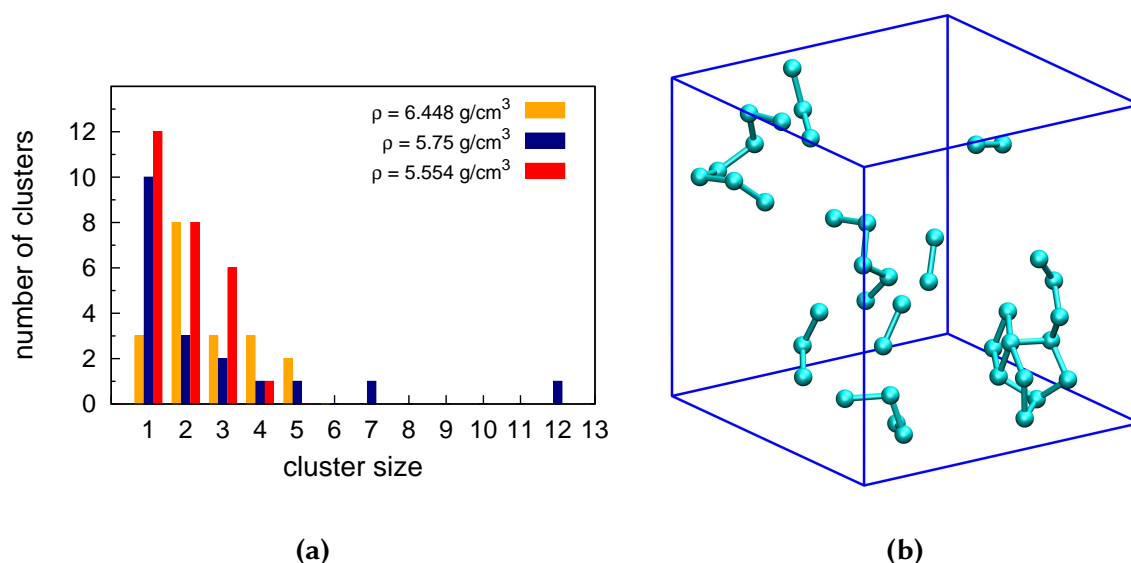 number of clusters
12
10
8
6
4
2
0
ρ = 6.448 g/cm³
ρ = 5.75 g/cm³
ρ = 5.554 g/cm³
1 2 3 4 5 7 8 9 10 11 12 13
cluster size
(a) (b)